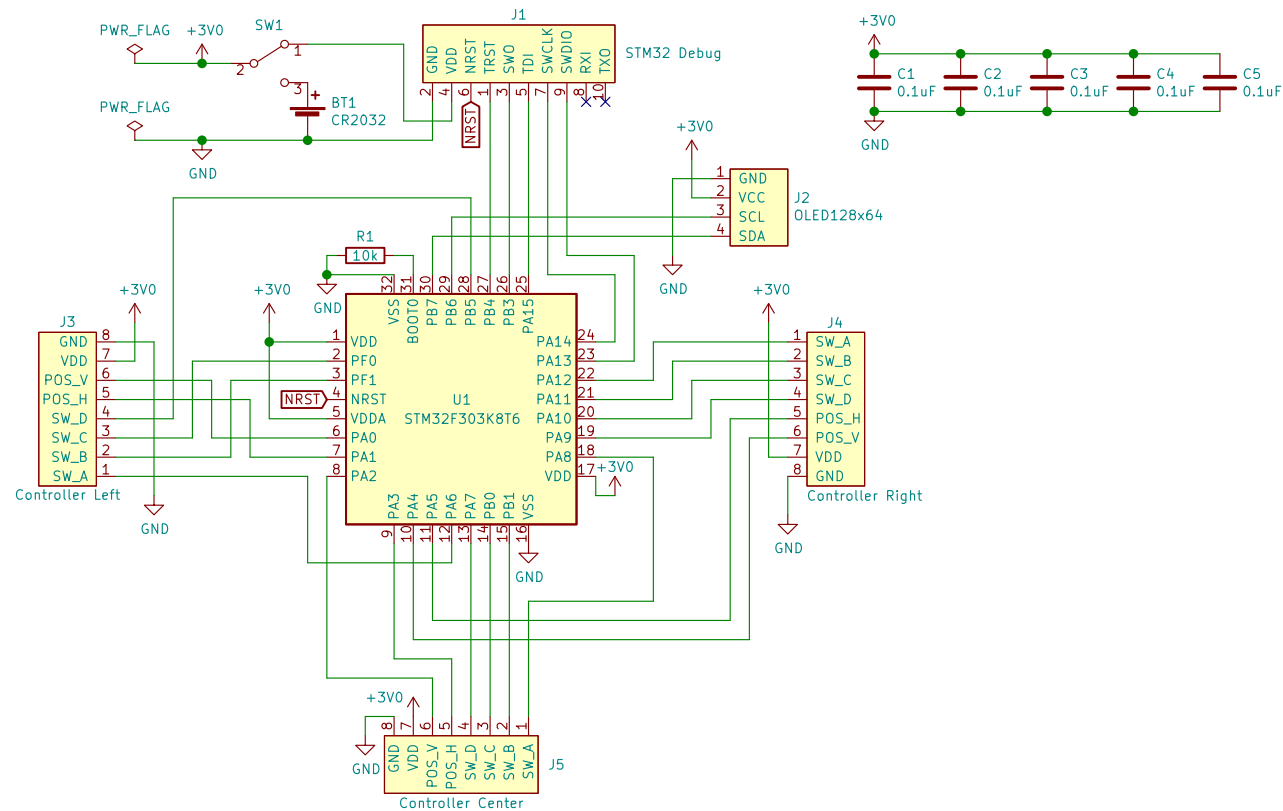 PWR_FLAG
+3V0
SW1
1
2
3
PWR_FLAG
GND
+
BT1
CR2032
J1
STM32 Debug
GND
VDD
NRST
TRST
SWO
TDI
SWCLK
SWDIO
RXI
TXO
2
4
6
1
3
5
7
9
8
10
NRST
+3V0
C1
0.1uF
C2
0.1uF
C3
0.1uF
C4
0.1uF
C5
0.1uF
GND
+3V0
1 GND
2 VCC
3 SCL
4 SDA
J2
OLED128x64
GND
R1
10k
GND
+3V0
+3V0
J3
GND 8
VDD 7
POS_V 6
POS_H 5
SW_D 4
SW_C 3
SW_B 2
SW_A 1
Controller Left
GND
NRST
32
31
30
29
28
27
26
25
VSS
BOOT0
PB7
PB6
PB5
PB4
PB3
PA15
1 VDD
2 PF0
3 PF1
4 NRST
5 VDDA
6 PA0
7 PA1
8 PA2
U1
STM32F303K8T6
PA14 24
PA13 23
PA12 22
PA11 21
PA10 20
PA9 19
PA8 18
VDD 17
+3V0
PA3
PA4
PA5
PA6
PA7
PB0
PB1
VSS
9
10
11
12
13
14
15
16
GND
+3V0
J4
1 SW_A
2 SW_B
3 SW_C
4 SW_D
5 POS_H
6 POS_V
7 VDD
8 GND
Controller Right
GND
+3V0
GND
8
7
6
5
4
3
2
1
GND
VDD
POS_V
POS_H
SW_D
SW_C
SW_B
SW_A
J5
Controller Center